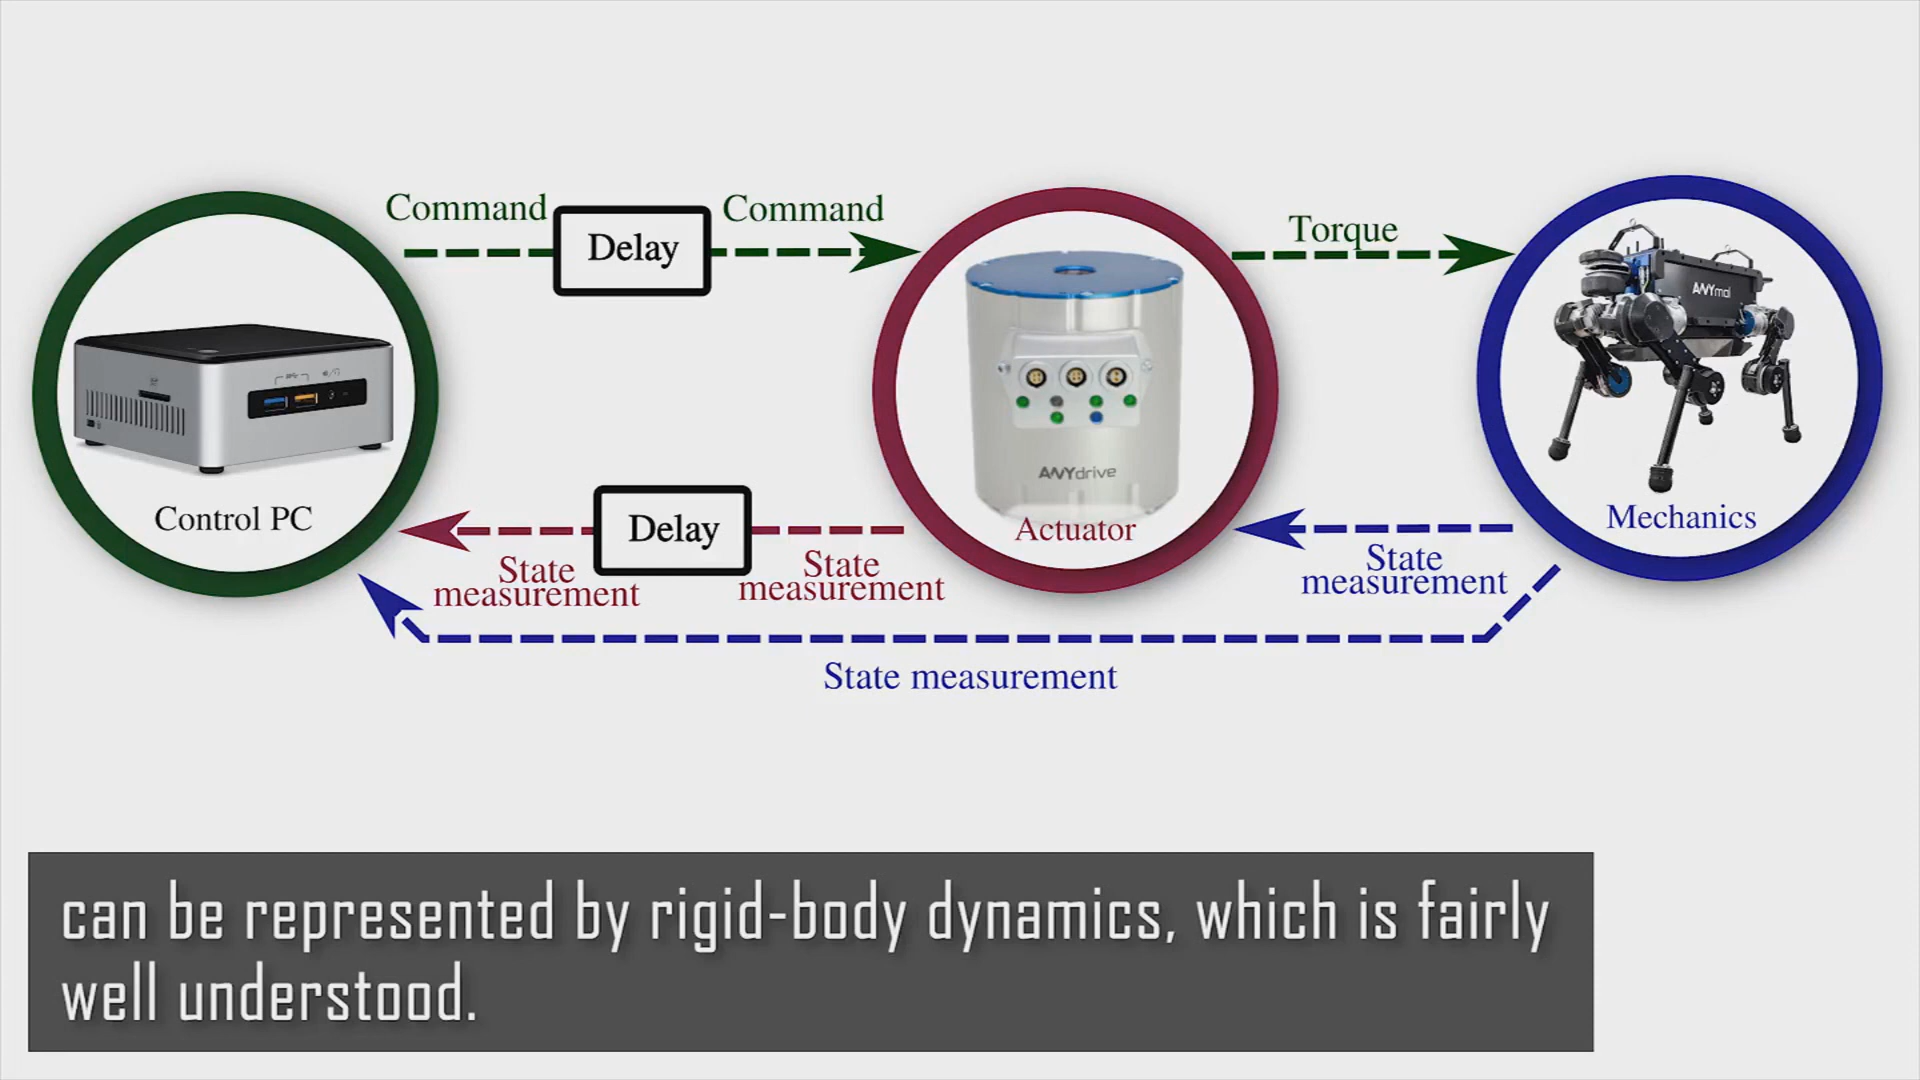 Command
Delay
Command
Torque
ANYmal
ANYdrive
Control PC
Delay
Actuator
Mechanics
State
measurement
State
measurement
State
measurement
State measurement
can be represented by rigid-body dynamics, which is fairly
well understood.